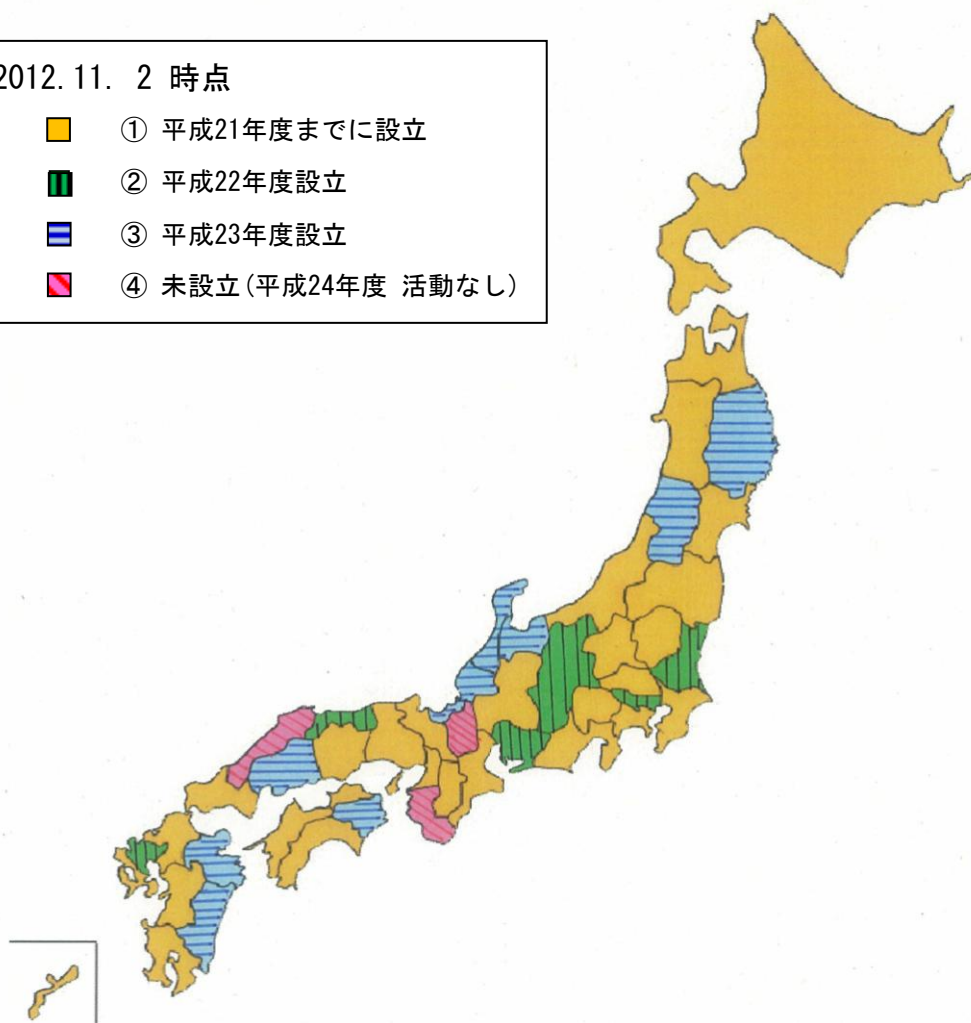 2012.11. 2 時点
① 平成21年度までに設立
② 平成22年度設立
③ 平成23年度設立
④ 未設立(平成24年度 活動なし)